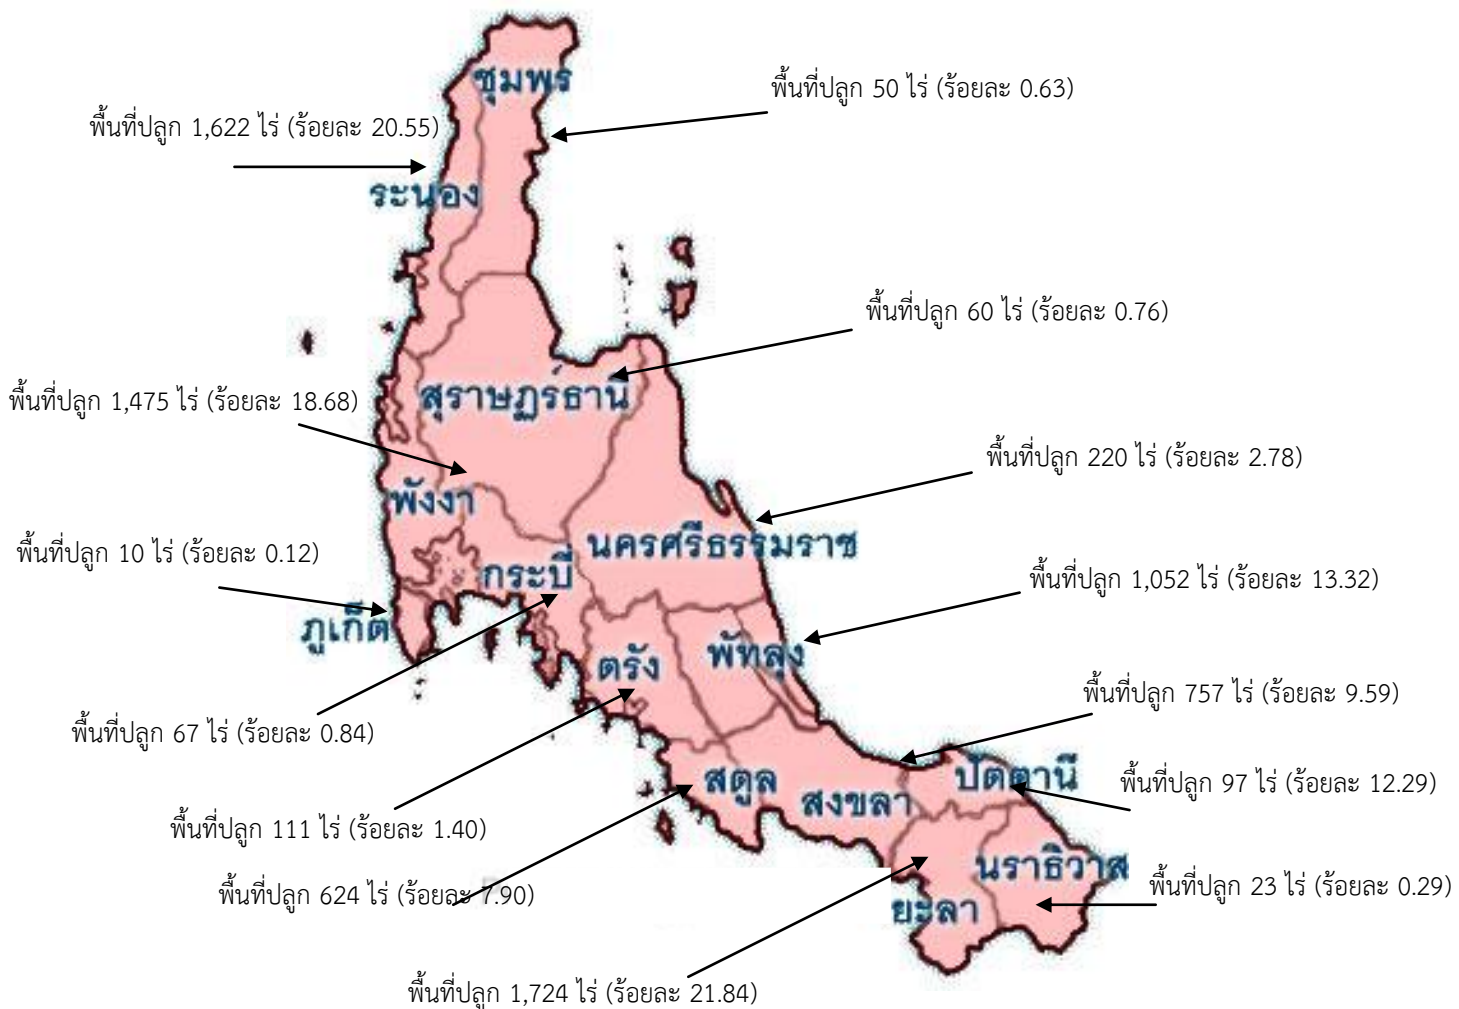 ชุมพร
พื้นที่ปลูก 50 ไร่ (ร้อยละ 0.63)
พื้นที่ปลูก 1,622 ไร่ (ร้อยละ 20.55)
ระนอง
พื้นที่ปลูก 60 ไร่ (ร้อยละ 0.76)
สุราษฏร์ธานี
พื้นที่ปลูก 1,475 ไร่ (ร้อยละ 18.68)
พื้นที่ปลูก 220 ไร่ (ร้อยละ 2.78)
พังงา
นครศรีธรรมราช
พื้นที่ปลูก 10 ไร่ (ร้อยละ 0.12)
กระบี่
พื้นที่ปลูก 1,052 ไร่ (ร้อยละ 13.32)
ภูเก็ต
พัทลุง
ตรัง
พื้นที่ปลูก 757 ไร่ (ร้อยละ 9.59)
พื้นที่ปลูก 67 ไร่ (ร้อยละ 0.84)
ปัตตานี
พื้นที่ปลูก 97 ไร่ (ร้อยละ 12.29)
สตูล
สงขลา
พื้นที่ปลูก 111 ไร่ (ร้อยละ 1.40)
นราธิวาส
พื้นที่ปลูก 23 ไร่ (ร้อยละ 0.29)
พื้นที่ปลูก 624 ไร่ (ร้อยละ 7.90)
ยะลา
พื้นที่ปลูก 1,724 ไร่ (ร้อยละ 21.84)